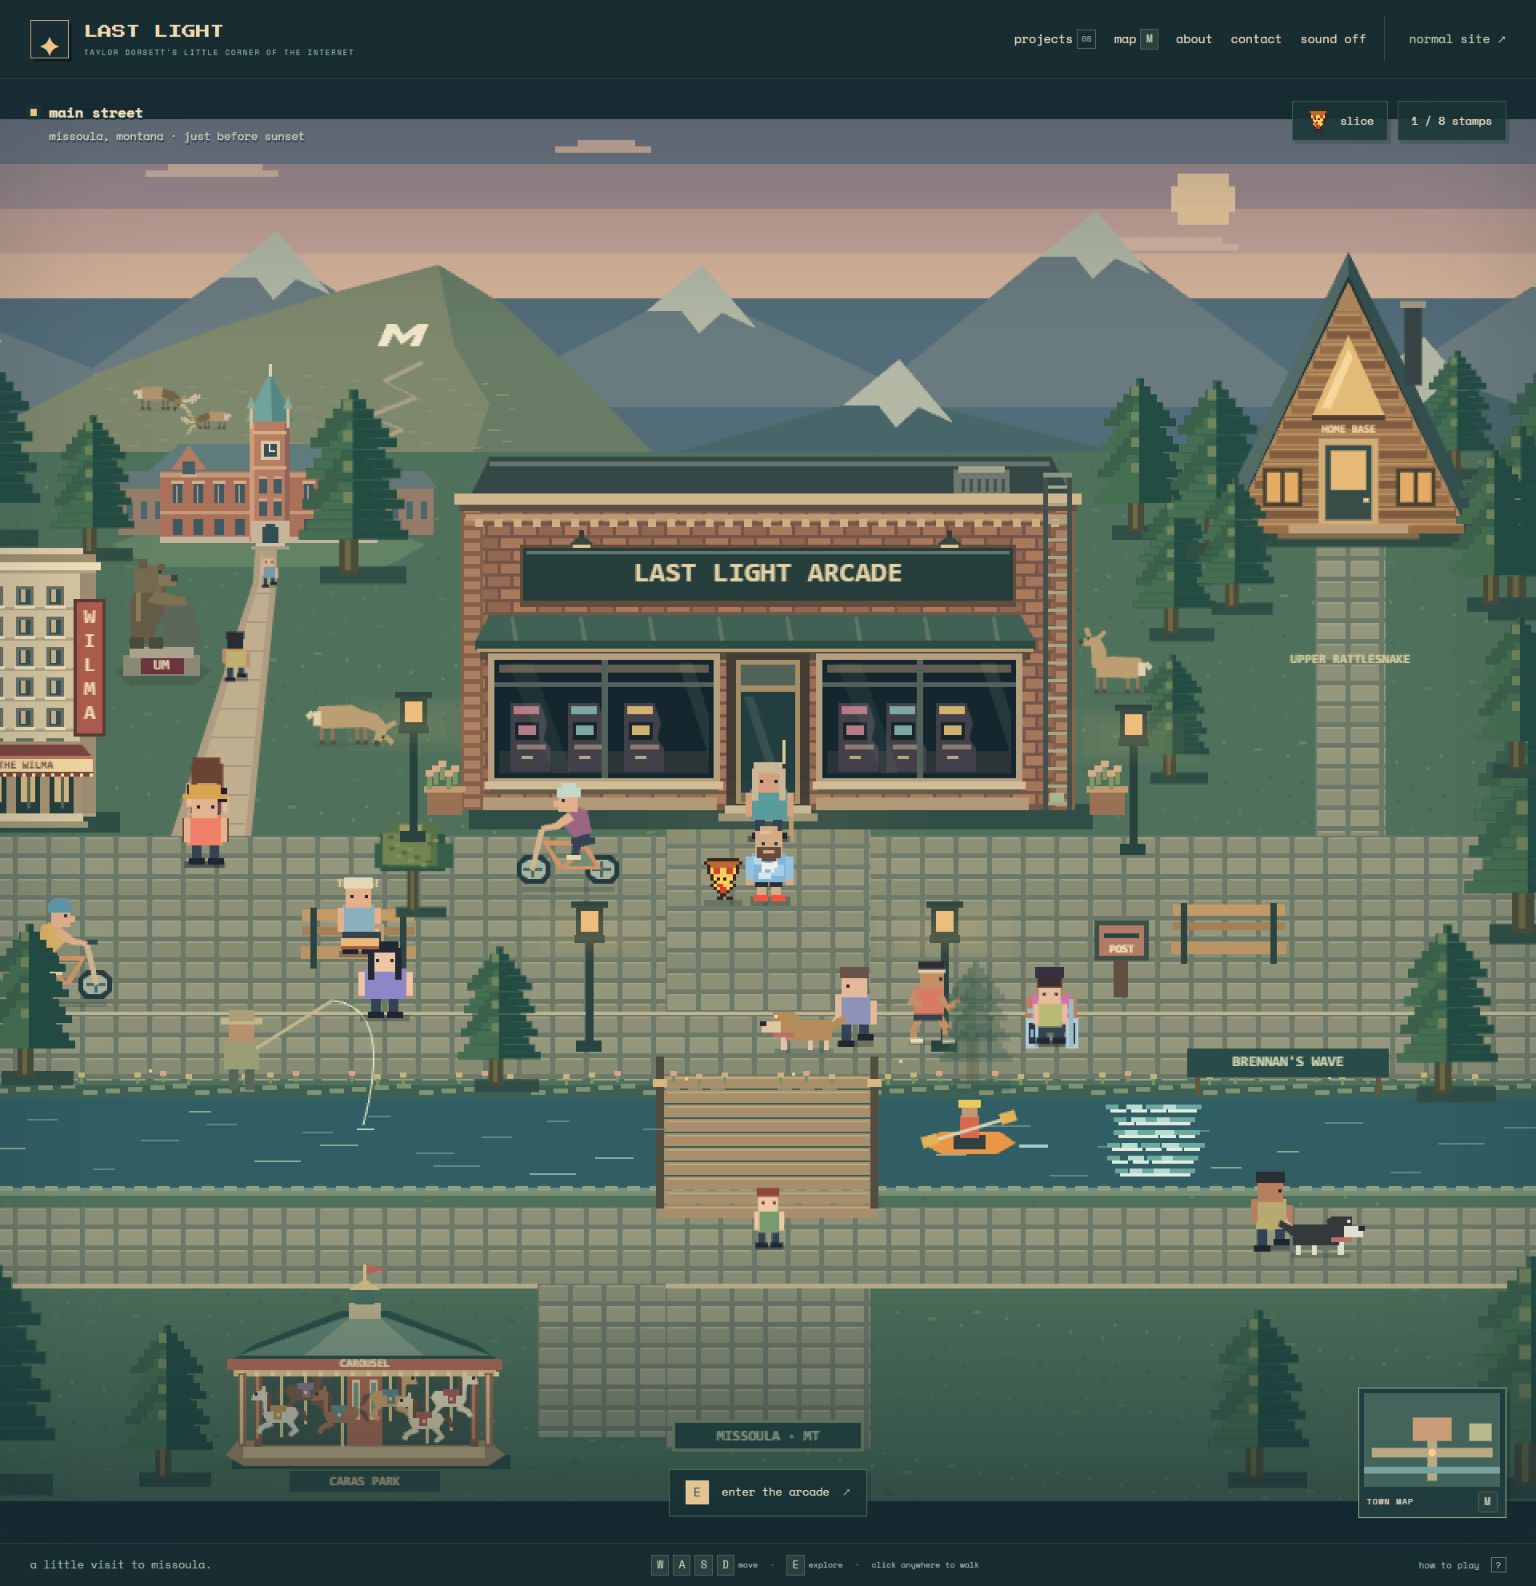 LAST LIGHT
TAYLOR DORSETT'S LITTLE CORNER OF THE INTERNET
projects 08 map M about contact sound off normal site ↗
main street
missoula, montana · just before sunset
slice
1 / 8 stamps
M
HOME BASE
LAST LIGHT ARCADE
WILMA
UM
UPPER RATTLESNAKE
THE WILMA
POST
BRENNAN'S WAVE
CAROUSEL
MISSOULA · MT
CARAS PARK
E enter the arcade ↗
TOWN MAP M
a little visit to missoula.
W A S D move · E explore · click anywhere to walk
how to play ?